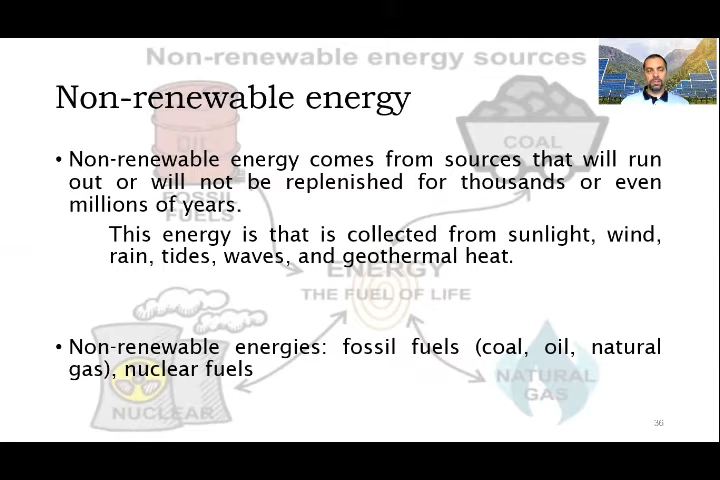 Non-renewable energy sources
Non-renewable energy
OIL
COAL
• Non-renewable energy comes from sources that will run
out or will not be replenished for thousands or even
millions of years.
FOSSIL
FUELS
This energy is that is collected from sunlight, wind,
rain, tides, waves, and geothermal heat.
ENERGY
THE FUEL OF LIFE
• Non-renewable energies: fossil fuels (coal, oil, natural
gas), nuclear fuels
NATURAL
GAS
NUCLEAR
36